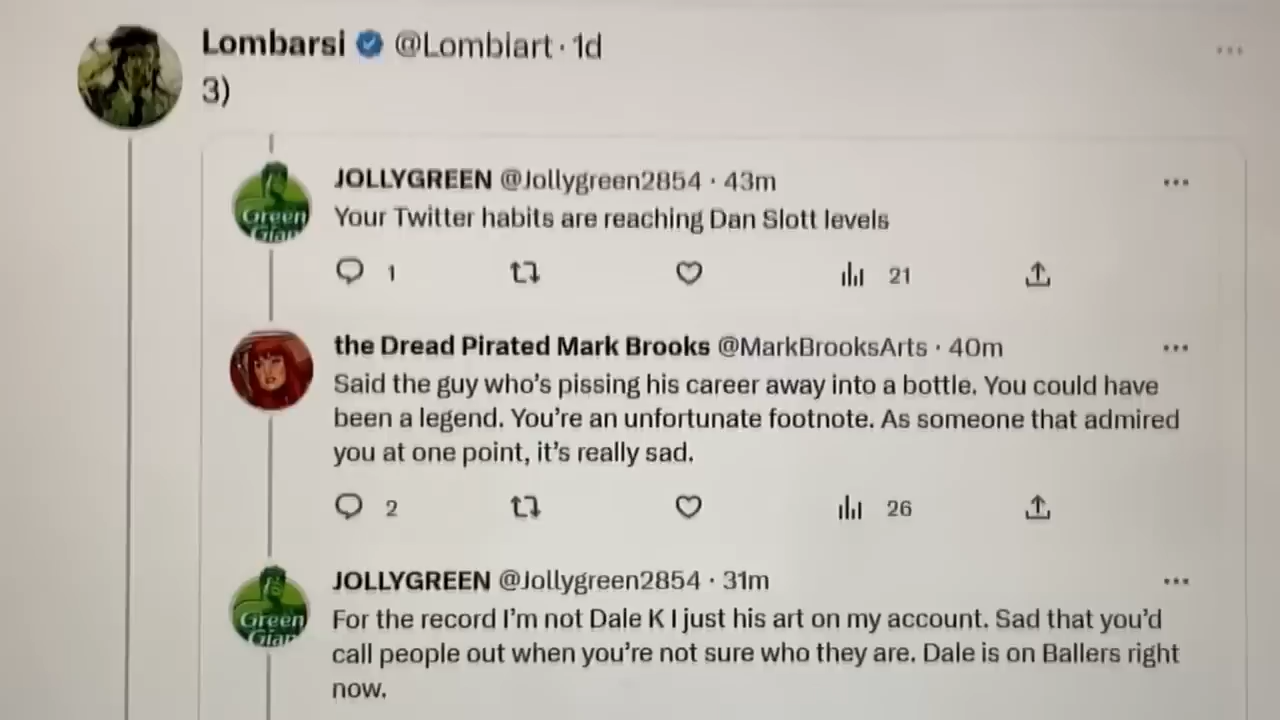 Lombarsi @Lombiart · 1d
3)
JOLLYGREEN @Jollygreen2854 · 43m
Green
Giant
Your Twitter habits are reaching Dan Slott levels
1 21
the Dread Pirated Mark Brooks @MarkBrooksArts · 40m
Said the guy who's pissing his career away into a bottle. You could have
been a legend. You're an unfortunate footnote. As someone that admired
you at one point, it's really sad.
2 26
JOLLYGREEN @Jollygreen2854 · 31m
Green
Giant
For the record I'm not Dale K I just his art on my account. Sad that you'd
call people out when you're not sure who they are. Dale is on Ballers right
now.